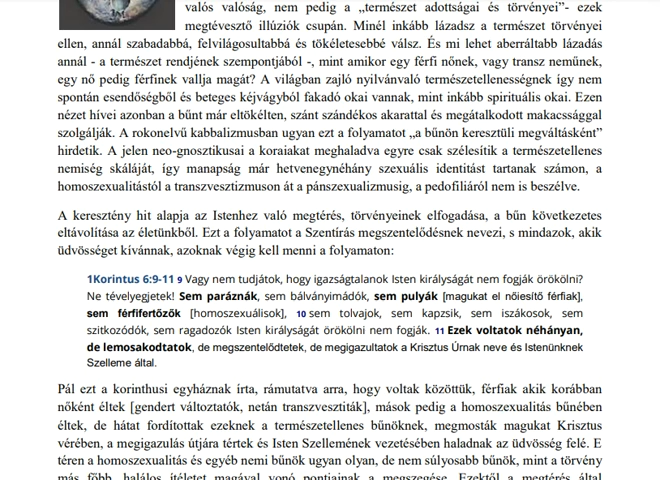 valós valóság, nem pedig a „természet adottságai és törvényei”- ezek
megtévesztő illúziók csupán. Minél inkább lázadsz a természet törvényei
ellen, annál szabadabbá, felvilágosultabbá és tökéletesebbé válsz. És mi lehet aberráltabb lázadás
annál - a természet rendjének szempontjából -, mint amikor egy férfi nőnek, vagy transz neműnek,
egy nő pedig férfinek vallja magát? A világban zajló nyilvánvaló természetellenességnek így nem
spontán esendőségből és beteges kéjvágyból fakadó okai vannak, mint inkább spirituális okai. Ezen
nézet hívei azonban a bűnt már eltökélten, szánt szándékos akarattal és megátalkodott makacssággal
szolgálják. A rokonelvű kabbalizmusban ugyan ezt a folyamatot „a bűnön keresztüli megváltásként”
hirdetik. A jelen neo-gnosztikusai a koraiakat meghaladva egyre csak szélesítik a természetellenes
nemiség skáláját, így manapság már hetvenegynéhány szexuális identitást tartanak számon, a
homoszexualitástól a transzvesztizmuson át a pánszexualizmusig, a pedofiliáról nem is beszélve.
A keresztény hit alapja az Istenhez való megtérés, törvényeinek elfogadása, a bűn következetes
eltávolítása az életünkből. Ezt a folyamatot a Szentírás megszentelődésnek nevezi, s mindazok, akik
üdvösséget kívánnak, azoknak végig kell menni a folyamaton:
1Korintus 6:9-11 9 Vagy nem tudjátok, hogy igazságtalanok Isten királyságát nem fogják örökölni?
Ne tévelyegjetek! Sem paráznák, sem bálványimádók, sem pulyák [magukat el nőiesítő férfiak],
sem férfifertőzők [homoszexuálisok], 10 sem tolvajok, sem kapzsik, sem iszákosok, sem
szitkozódók, sem ragadozók Isten királyságát örökölni nem fogják. 11 Ezek voltatok néhányan,
de lemosakodtatok, de megszentelődtetek, de megigazultatok a Krisztus Úrnak neve és Istenünknek
Szelleme által.
Pál ezt a korinthusi egyháznak írta, rámutatva arra, hogy voltak közöttük, férfiak akik korábban
nőként éltek [gendert változtatók, netán transzvesztiták], mások pedig a homoszexualitás bűnében
éltek, de hátat fordítottak ezeknek a természetellenes bűnöknek, megmosták magukat Krisztus
vérében, a megigazulás útjára tértek és Isten Szellemének vezetésében haladnak az üdvösség felé. E
téren a homoszexualitás és egyéb nemi bűnök ugyan olyan, de nem súlyosabb bűnök, mint a törvény
más főbb, halálos ítéletet magával vonó pontjainak a megszegése. Ezektől a megtérés által